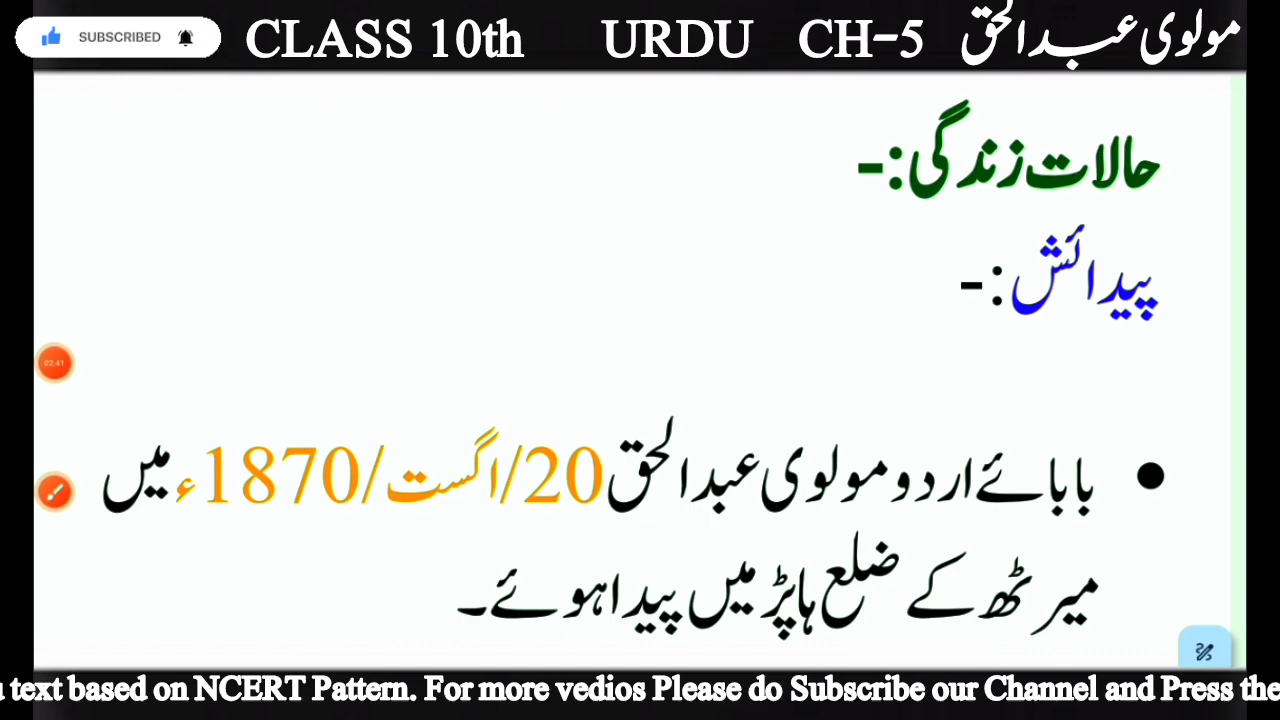 SUBSCRIBED
CLASS 10th URDU CH-5 مولوی عبدالحق
حالات زندگی:-
پیدائش:-
02:41
● بابائے اردو مولوی عبدالحق 20/اگست/1870ء میں
میرٹھ کے ضلع ہاپڑ میں پیدا ہوئے۔
text based on NCERT Pattern. For more vedios Please do Subscribe our Channel and Press the